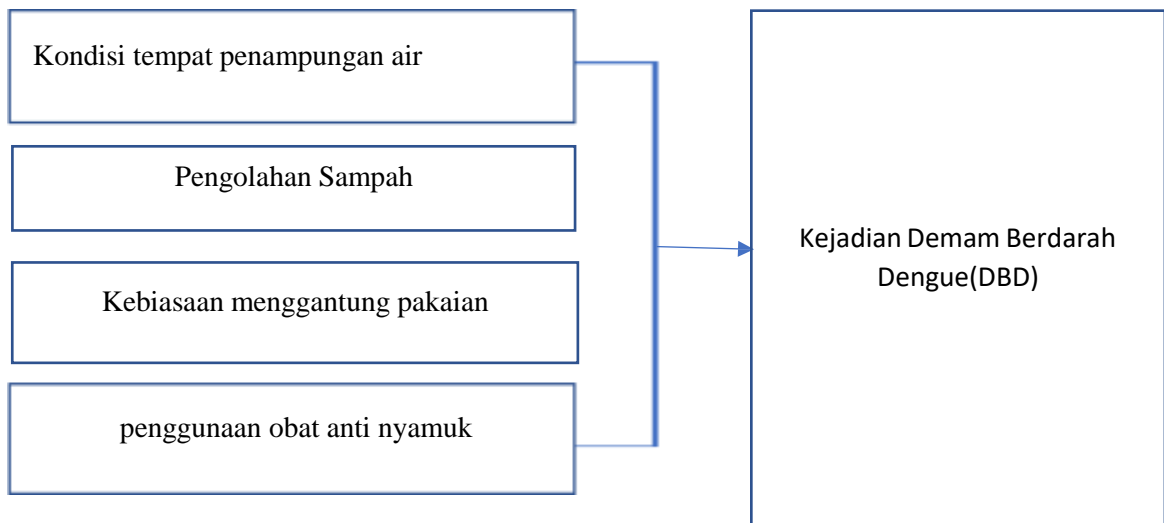 Kondisi tempat penampungan air
Pengolahan Sampah
Kebiasaan menggantung pakaian
penggunaan obat anti nyamuk
Kejadian Demam Berdarah
Dengue(DBD)